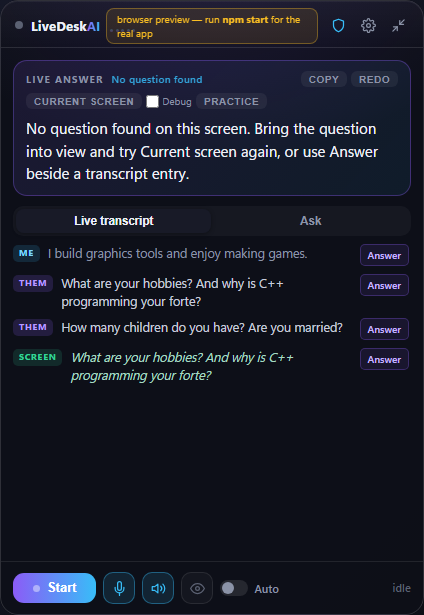 LiveDeskAI
browser preview — run npm start for the
real app
LIVE ANSWER No question found COPY REDO
CURRENT SCREEN Debug PRACTICE
No question found on this screen. Bring the question
into view and try Current screen again, or use Answer
beside a transcript entry.
Live transcript Ask
ME I build graphics tools and enjoy making games. Answer
THEM What are your hobbies? And why is C++ Answer
programming your forte?
THEM How many children do you have? Are you married? Answer
SCREEN What are your hobbies? And why is C++ Answer
programming your forte?
Start Auto idle